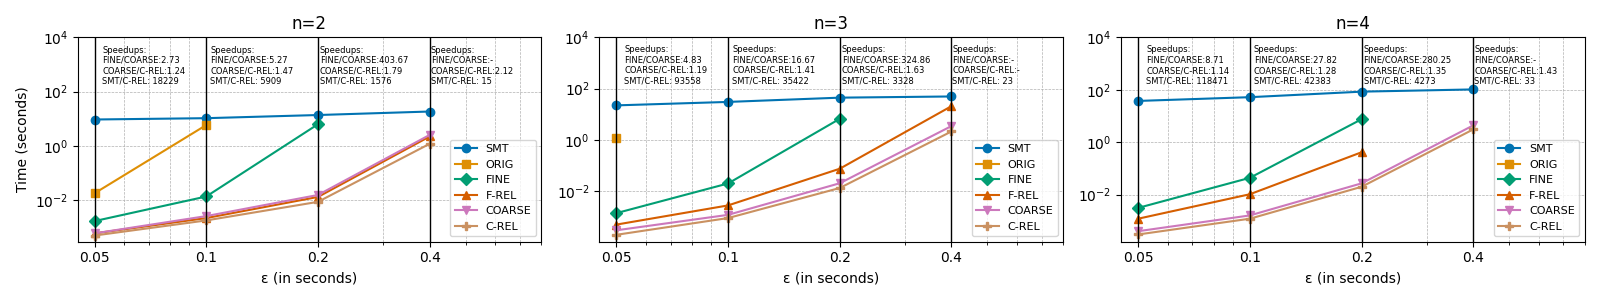 n=2
Time (seconds)
10^4
10^2
10^0
10^-2
Speedups:
FINE/COARSE:2.73
COARSE/C-REL:1.24
SMT/C-REL: 18229
Speedups:
FINE/COARSE:5.27
COARSE/C-REL:1.47
SMT/C-REL: 5909
Speedups:
FINE/COARSE:403.67
COARSE/C-REL:1.79
SMT/C-REL: 1576
Speedups:
FINE/COARSE:-
COARSE/C-REL:2.12
SMT/C-REL: 15
SMT
ORIG
FINE
F-REL
COARSE
C-REL
0.05 0.1 0.2 0.4
ε (in seconds)
n=3
10^4
10^2
10^0
10^-2
Speedups:
FINE/COARSE:4.83
COARSE/C-REL:1.19
SMT/C-REL: 93558
Speedups:
FINE/COARSE:16.67
COARSE/C-REL:1.41
SMT/C-REL: 35422
Speedups:
FINE/COARSE:324.86
COARSE/C-REL:1.63
SMT/C-REL: 3328
Speedups:
FINE/COARSE:-
COARSE/C-REL:-
SMT/C-REL: 23
SMT
ORIG
FINE
F-REL
COARSE
C-REL
0.05 0.1 0.2 0.4
ε (in seconds)
n=4
10^4
10^2
10^0
10^-2
Speedups:
FINE/COARSE:8.71
COARSE/C-REL:1.14
SMT/C-REL: 118471
Speedups:
FINE/COARSE:27.82
COARSE/C-REL:1.28
SMT/C-REL: 42383
Speedups:
FINE/COARSE:280.25
COARSE/C-REL:1.35
SMT/C-REL: 4273
Speedups:
FINE/COARSE:-
COARSE/C-REL:1.43
SMT/C-REL: 33
SMT
ORIG
FINE
F-REL
COARSE
C-REL
0.05 0.1 0.2 0.4
ε (in seconds)